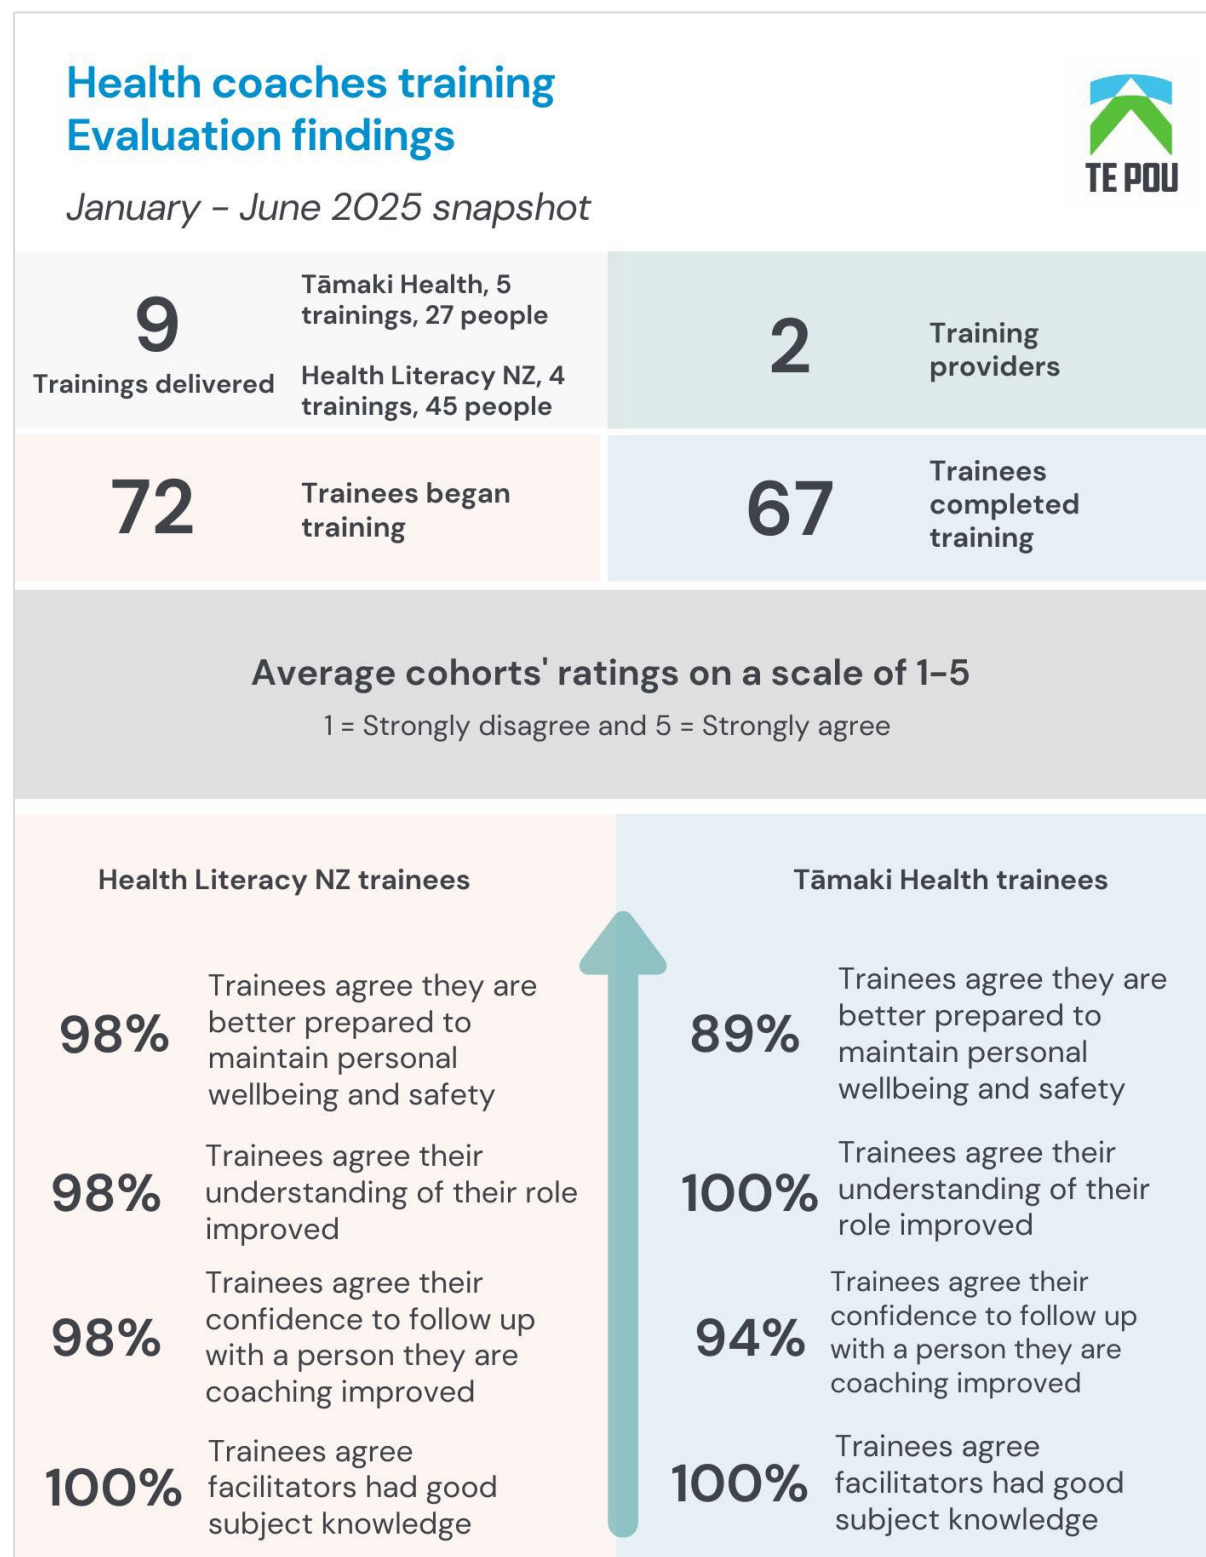 Health coaches training
Evaluation findings
January - June 2025 snapshot
TE POU
9
Trainings delivered
Tāmaki Health, 5
trainings, 27 people
Health Literacy NZ, 4
trainings, 45 people
2
Training
providers
72
Trainees began
training
67
Trainees
completed
training
Average cohorts' ratings on a scale of 1-5
1 = Strongly disagree and 5 = Strongly agree
Health Literacy NZ trainees
98%
Trainees agree they are
better prepared to
maintain personal
wellbeing and safety
98%
Trainees agree their
understanding of their role
improved
98%
Trainees agree their
confidence to follow up
with a person they are
coaching improved
100%
Trainees agree
facilitators had good
subject knowledge
Tāmaki Health trainees
89%
Trainees agree they are
better prepared to
maintain personal
wellbeing and safety
100%
Trainees agree their
understanding of their
role improved
94%
Trainees agree their
confidence to follow up
with a person they are
coaching improved
100%
Trainees agree
facilitators had good
subject knowledge